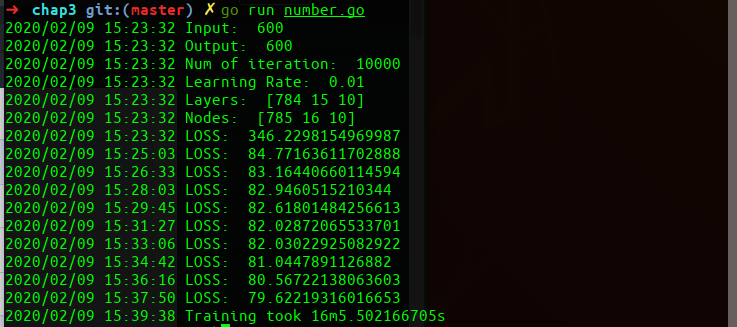 ➜ chap3 git:(master) ✗ go run number.go
2020/02/09 15:23:32 Input:  600
2020/02/09 15:23:32 Output:  600
2020/02/09 15:23:32 Num of iteration:  10000
2020/02/09 15:23:32 Learning Rate:  0.01
2020/02/09 15:23:32 Layers:  [784 15 10]
2020/02/09 15:23:32 Nodes:  [785 16 10]
2020/02/09 15:23:32 LOSS:  346.2298154969987
2020/02/09 15:25:03 LOSS:  84.77163611702888
2020/02/09 15:26:33 LOSS:  83.16440660114594
2020/02/09 15:28:03 LOSS:  82.9460515210344
2020/02/09 15:29:45 LOSS:  82.61801484256613
2020/02/09 15:31:27 LOSS:  82.02872065533701
2020/02/09 15:33:06 LOSS:  82.03022925082922
2020/02/09 15:34:42 LOSS:  81.0447891126882
2020/02/09 15:36:16 LOSS:  80.56722138063603
2020/02/09 15:37:50 LOSS:  79.62219316016653
2020/02/09 15:39:38 Training took 16m5.502166705s